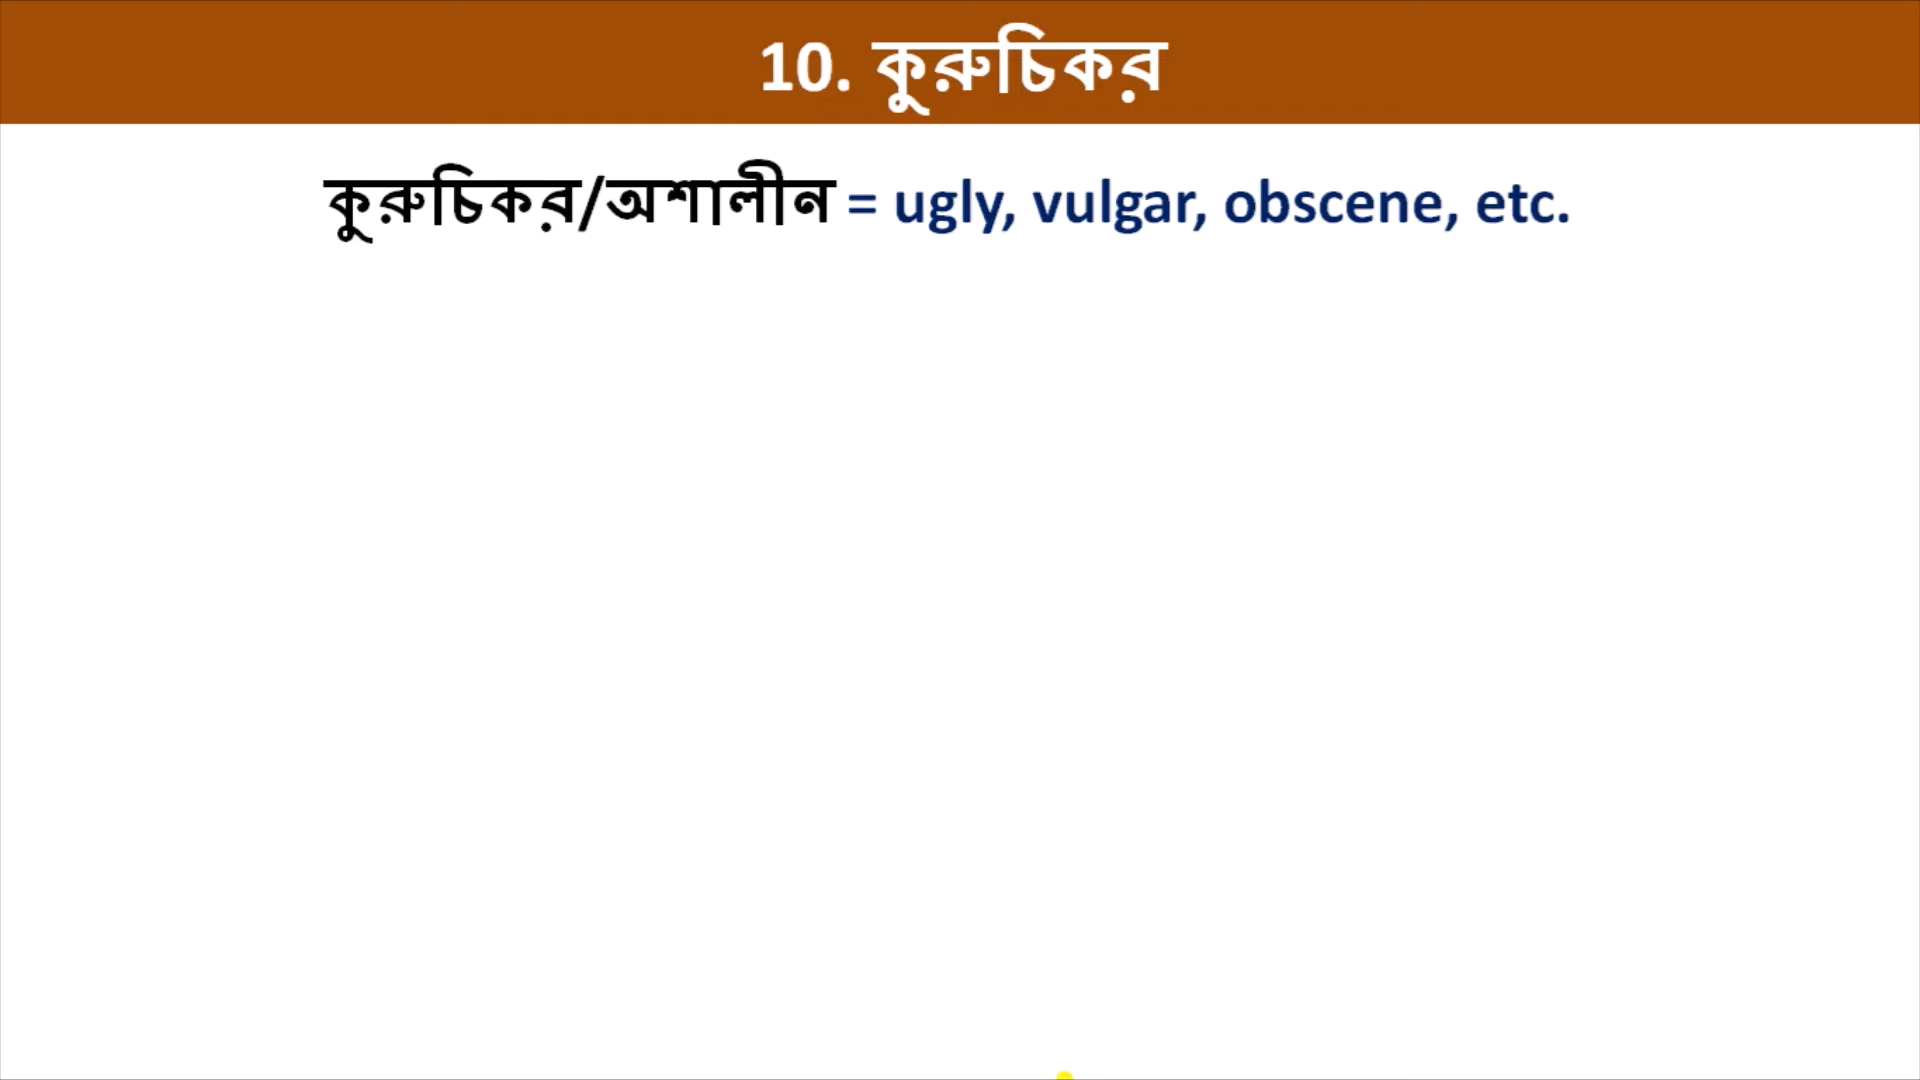 10. কুরুচিকর
কুরুচিকর/অশালীন = ugly, vulgar, obscene, etc.